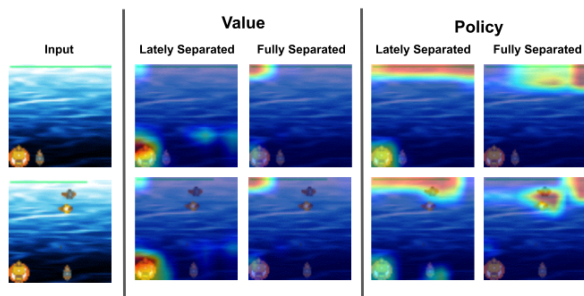 Value
Policy
Input
Lately Separated
Fully Separated
Lately Separated
Fully Separated